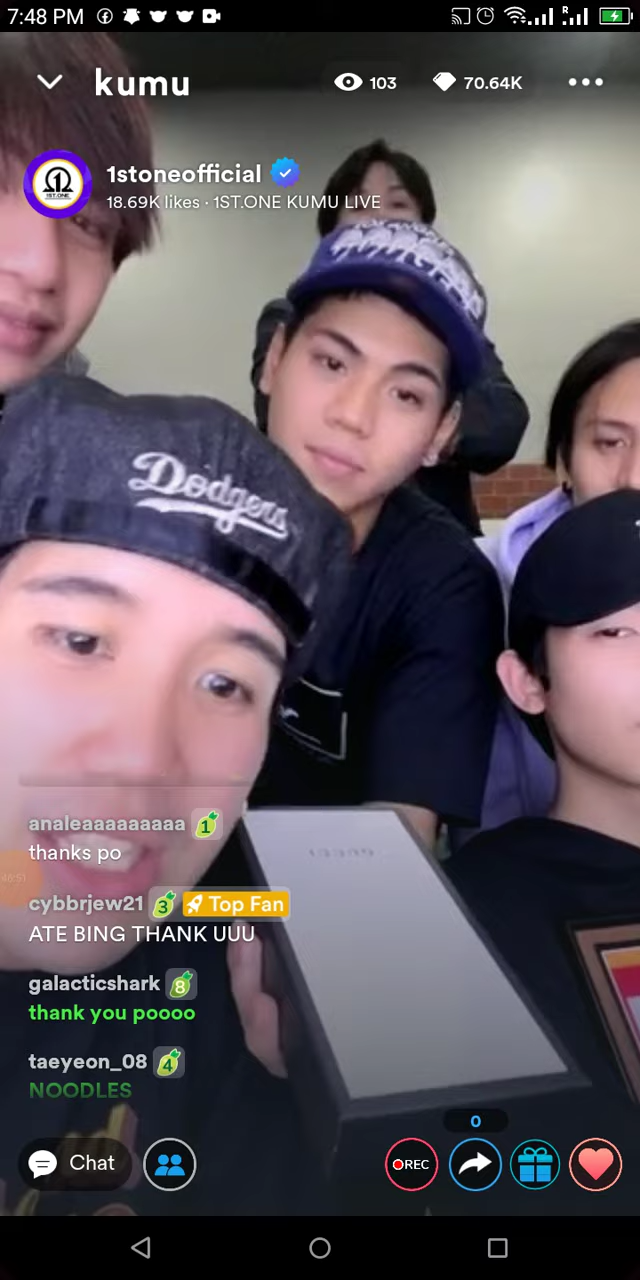 7:48 PM
R
kumu
103
70.64K
1ST.ONE
1stoneofficial
18.69K likes · 1ST.ONE KUMU LIVE
Dodgers
analeaaaaaaaaa 1
thanks po
cybbrjew21 3 Top Fan
ATE BING THANK UUU
galacticshark 8
thank you poooo
taeyeon_08 4
NOODLES
0
Chat
REC